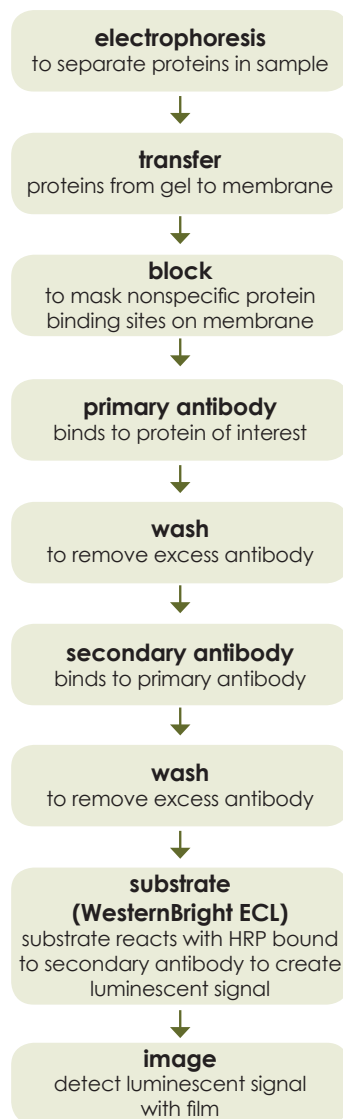 electrophoresis
to separate proteins in sample
transfer
proteins from gel to membrane
block
to mask nonspecific protein
binding sites on membrane
primary antibody
binds to protein of interest
wash
to remove excess antibody
secondary antibody
binds to primary antibody
wash
to remove excess antibody
substrate
(WesternBright ECL)
substrate reacts with HRP bound
to secondary antibody to create
luminescent signal
image
detect luminescent signal
with film